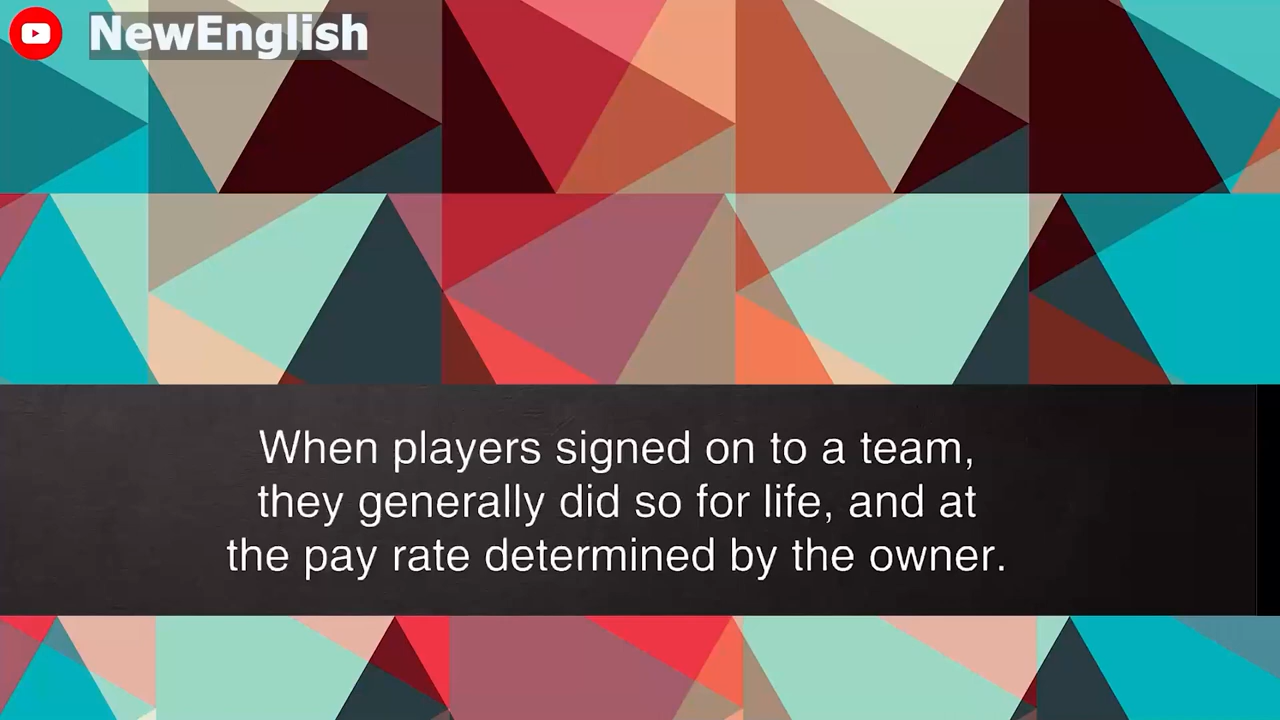 NewEnglish
When players signed on to a team,
they generally did so for life, and at
the pay rate determined by the owner.